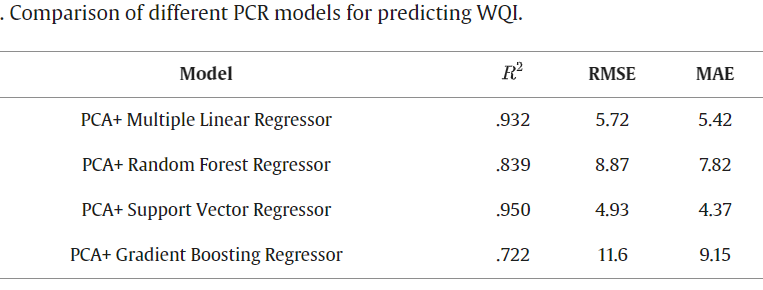 . Comparison of different PCR models for predicting WQI.
Model R² RMSE MAE
PCA+ Multiple Linear Regressor .932 5.72 5.42
PCA+ Random Forest Regressor .839 8.87 7.82
PCA+ Support Vector Regressor .950 4.93 4.37
PCA+ Gradient Boosting Regressor .722 11.6 9.15